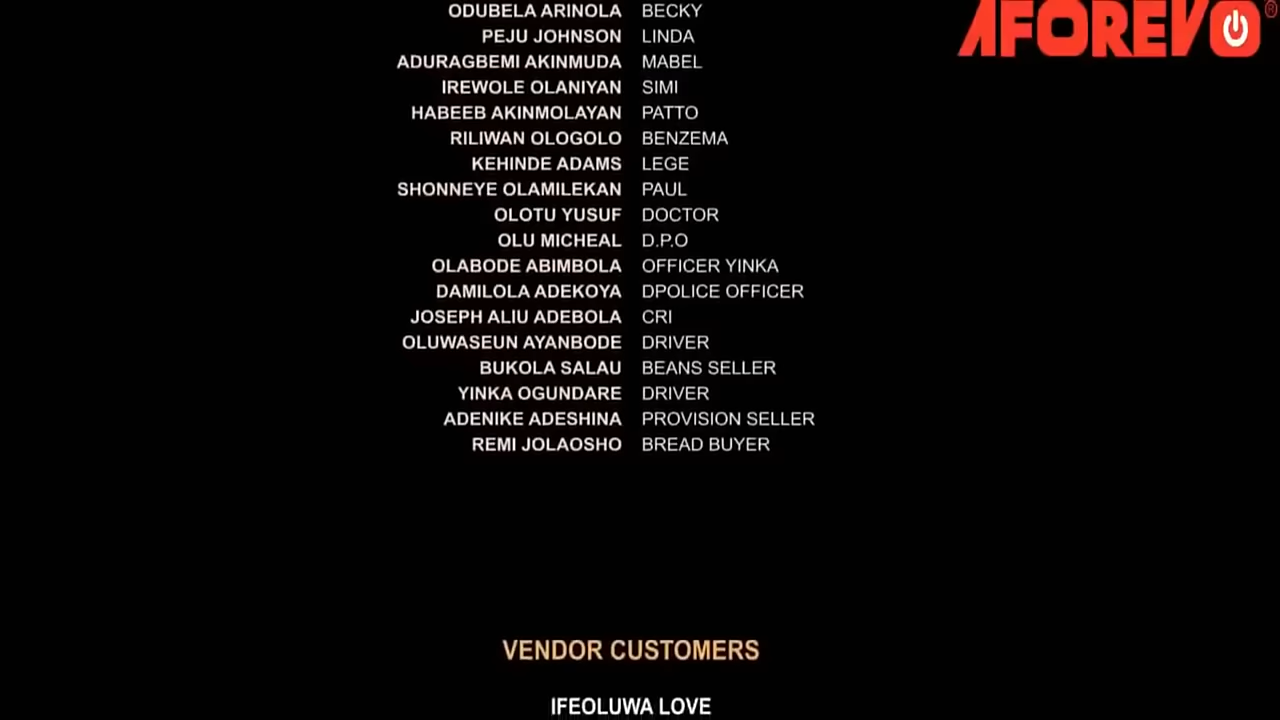 AFOREVO®
ODUBELA ARINOLA BECKY
PEJU JOHNSON LINDA
ADURAGBEMI AKINMUDA MABEL
IREWOLE OLANIYAN SIMI
HABEEB AKINMOLAYAN PATTO
RILIWAN OLOGOLO BENZEMA
KEHINDE ADAMS LEGE
SHONNEYE OLAMILEKAN PAUL
OLOTU YUSUF DOCTOR
OLU MICHEAL D.P.O
OLABODE ABIMBOLA OFFICER YINKA
DAMILOLA ADEKOYA DPOLICE OFFICER
JOSEPH ALIU ADEBOLA CRI
OLUWASEUN AYANBODE DRIVER
BUKOLA SALAU BEANS SELLER
YINKA OGUNDARE DRIVER
ADENIKE ADESHINA PROVISION SELLER
REMI JOLAOSHO BREAD BUYER
VENDOR CUSTOMERS
IFEOLUWA LOVE